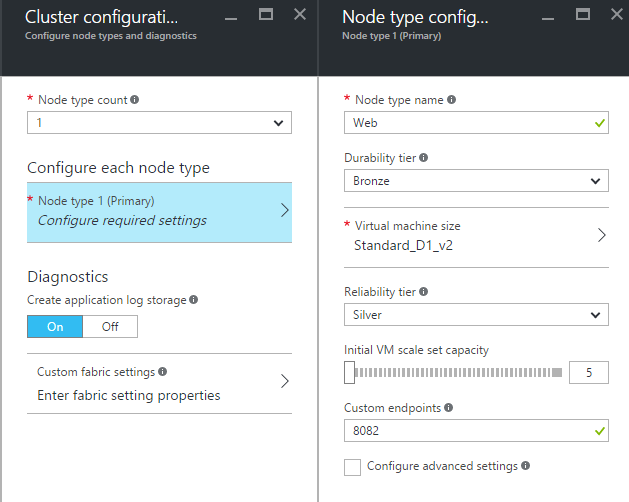 Cluster configurati...
Configure node types and diagnostics
* Node type count
1
Configure each node type
* Node type 1 (Primary)
Configure required settings
Diagnostics
Create application log storage
On Off
Custom fabric settings
Enter fabric setting properties
Node type config...
Node type 1 (Primary)
* Node type name
Web
Durability tier
Bronze
* Virtual machine size
Standard_D1_v2
Reliability tier
Silver
Initial VM scale set capacity
5
Custom endpoints
8082
Configure advanced settings